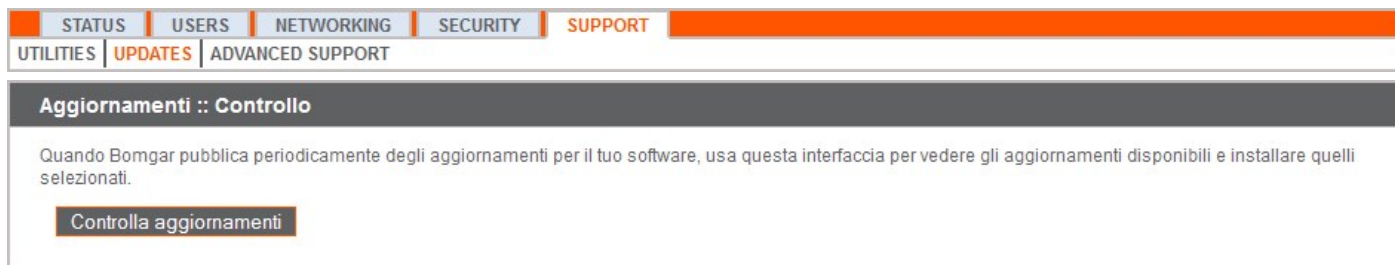 STATUS USERS NETWORKING SECURITY SUPPORT
UTILITIES UPDATES ADVANCED SUPPORT
Aggiornamenti :: Controllo
Quando Bomgar pubblica periodicamente degli aggiornamenti per il tuo software, usa questa interfaccia per vedere gli aggiornamenti disponibili e installare quelli
selezionati.
Controlla aggiornamenti